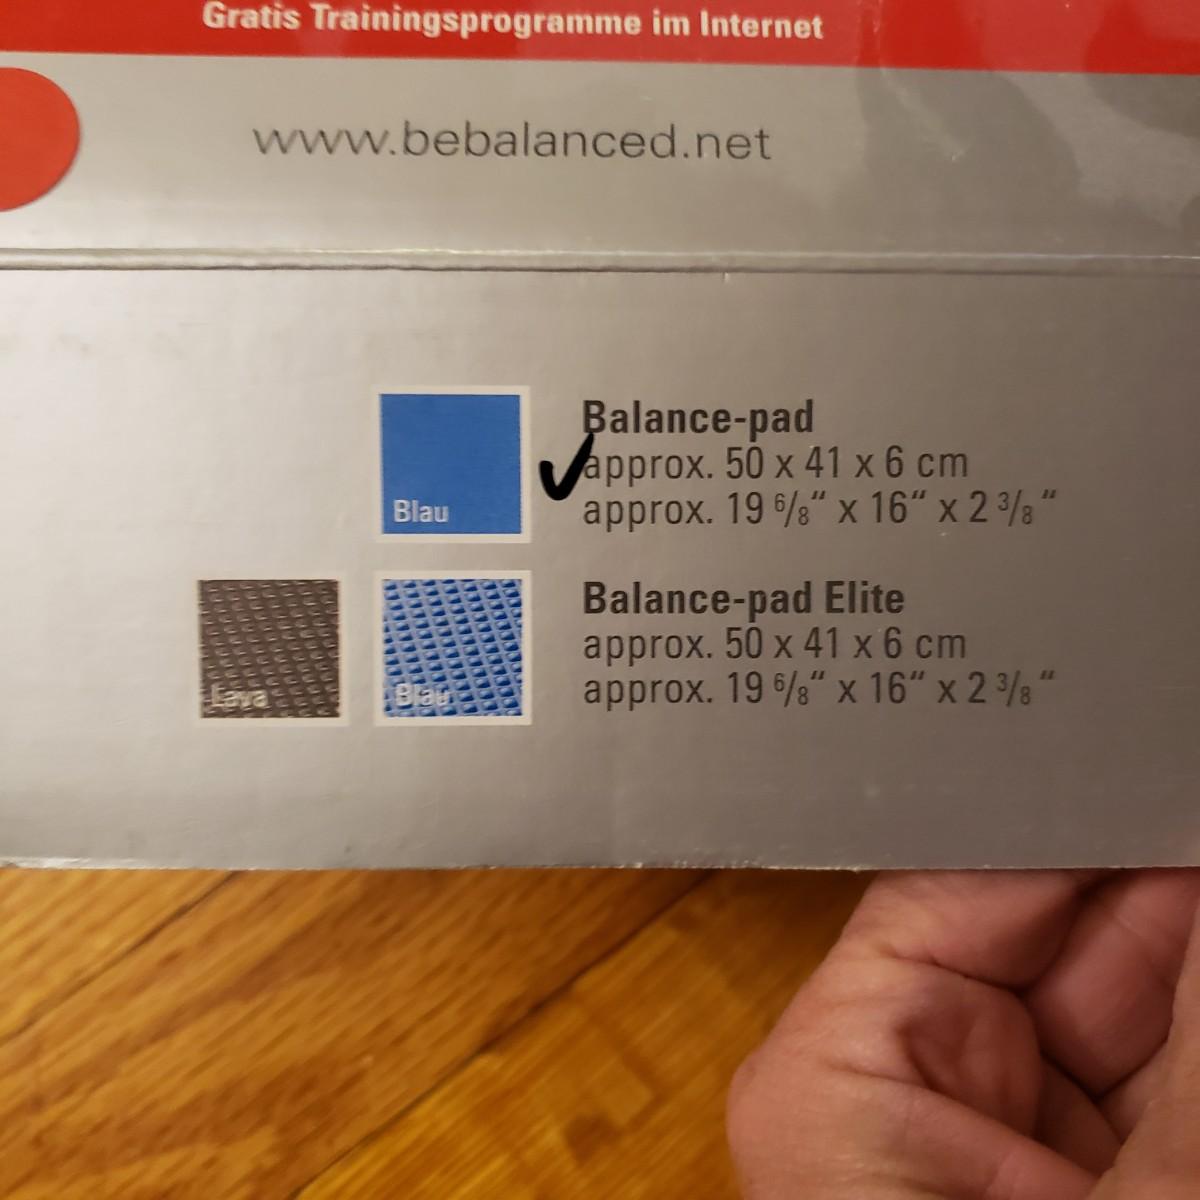 Gratis Trainingsprogramme im Internet
www.bebalanced.net
Blau
Balance-pad
approx. 50 x 41 x 6 cm
approx. 19 6/8“ x 16“ x 2 3/8“
Lava
Blau
Balance-pad Elite
approx. 50 x 41 x 6 cm
approx. 19 6/8“ x 16“ x 2 3/8“